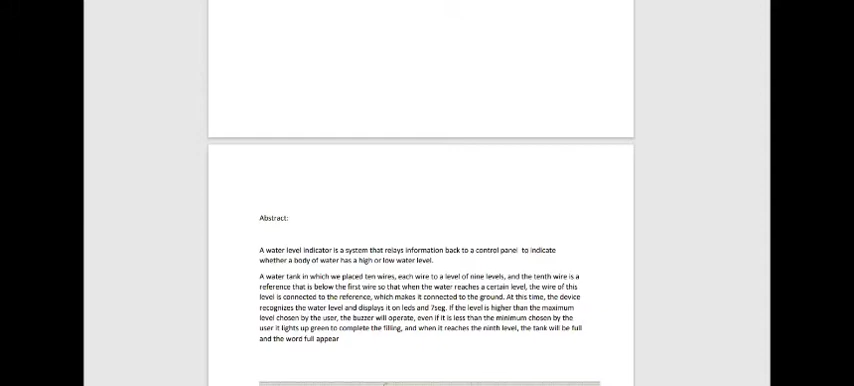 Abstract:
A water level indicator is a system that relays information back to a control panel  to indicate
whether a body of water has a high or low water level.
A water tank in which we placed ten wires, each wire to a level of nine levels, and the tenth wire is a
reference that is below the first wire so that when the water reaches a certain level, the wire of this
level is connected to the reference, which makes it connected to the ground. At this time, the device
recognizes the water level and displays it on leds and 7seg. If the level is higher than the maximum
level chosen by the user, the buzzer will operate, even if it is less than the minimum chosen by the
user it lights up green to complete the filling, and when it reaches the ninth level, the tank will be full
and the word full appear